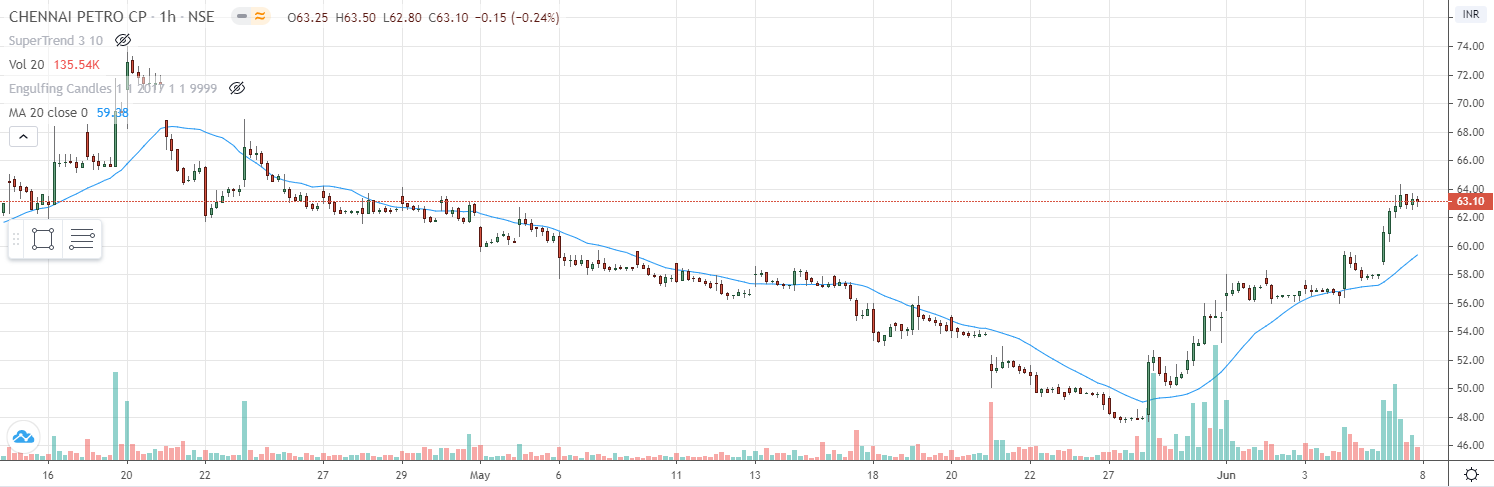 CHENNAI PETRO CP · 1h · NSE O63.25 H63.50 L62.80 C63.10 −0.15 (−0.24%)
INR
SuperTrend 3 10
Vol 20 135.54K
Engulfing Candles 1 1 2017 1 1 9999
MA 20 close 0 59.38
74.00
72.00
70.00
68.00
66.00
64.00
63.10
62.00
60.00
58.00
56.00
54.00
52.00
50.00
48.00
46.00
16 20 22 27 29 May 6 11 13 18 20 22 27 Jun 3 8